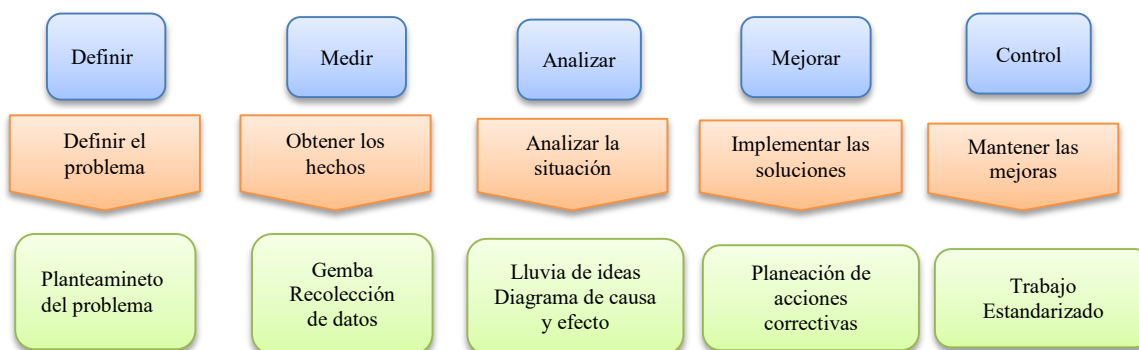 Definir
Medir
Analizar
Mejorar
Control
Definir el
problema
Obtener los
hechos
Analizar la
situación
Implementar las
soluciones
Mantener las
mejoras
Planteamineto
del problema
Gemba
Recolección
de datos
Lluvia de ideas
Diagrama de causa
y efecto
Planeación de
acciones
correctivas
Trabajo
Estandarizado